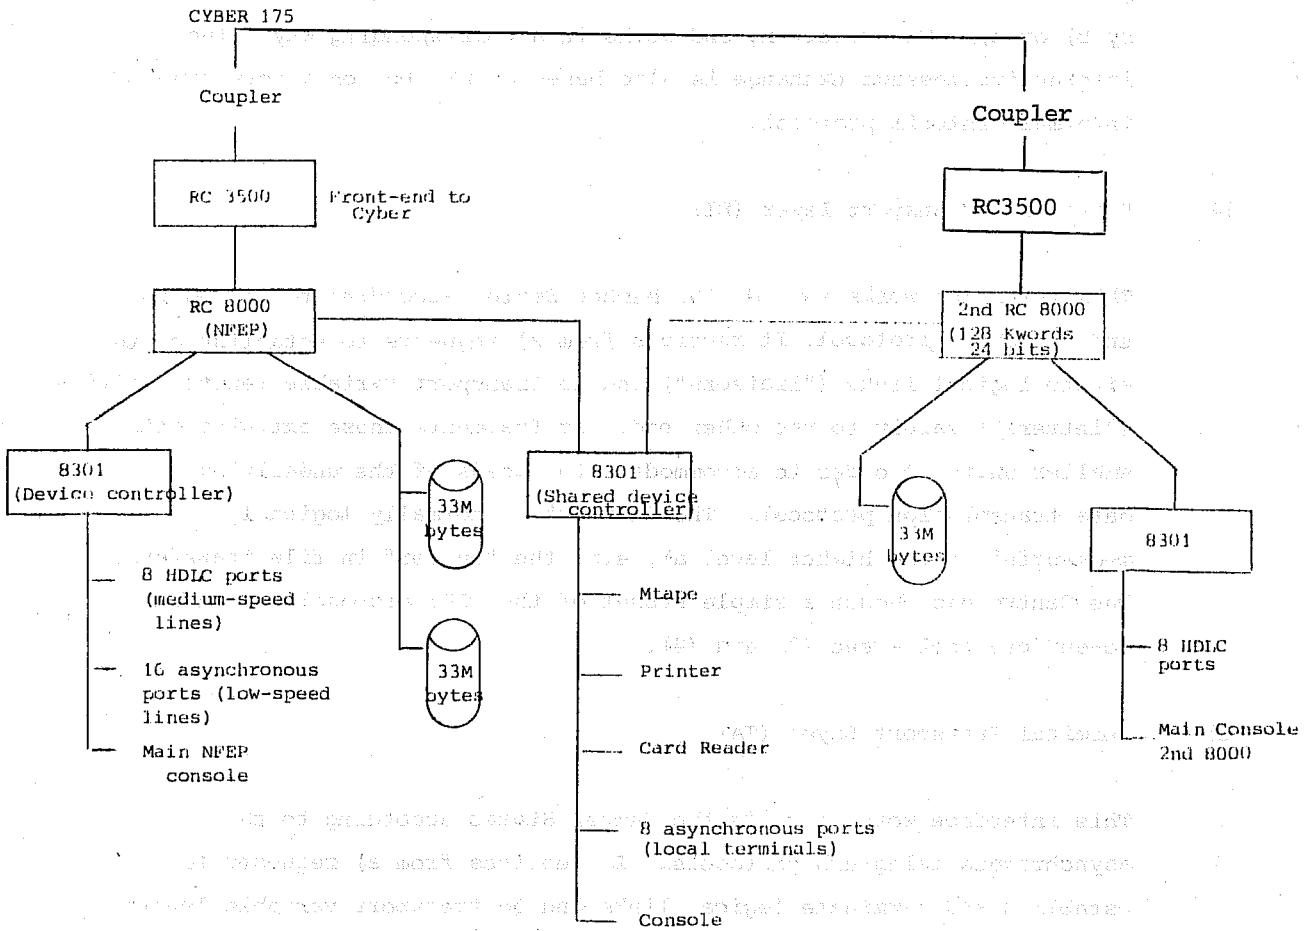 CYBER 175
Coupler
Coupler
RC 3500
Front-end to
Cyber
RC3500
RC 8000
(NFEP)
2nd RC 8000
(128 Kwords
24 bits)
8301
(Device controller)
33M
bytes
8301
(Shared device
controller)
33M
bytes
8301
8 HDLC ports
(medium-speed
lines)
Mtape
16 asynchronous
ports (low-speed
lines)
33M
bytes
Printer
8 HDLC
ports
Main NFEP
console
Card Reader
Main Console
2nd 8000
8 asynchronous ports
(local terminals)
Console